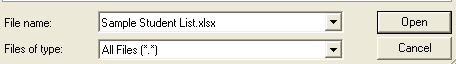 File name: Sample Student List.xlsx Open
Files of type: All Files (*.*) Cancel